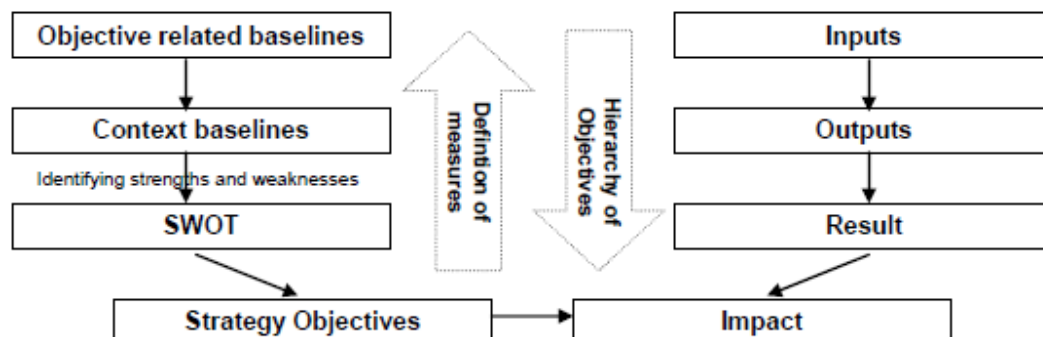 Objective related baselines
Context baselines
Identifying strengths and weaknesses
SWOT
Strategy Objectives
Defintion of
measures
Hierarchy of
Objectives
Inputs
Outputs
Result
Impact